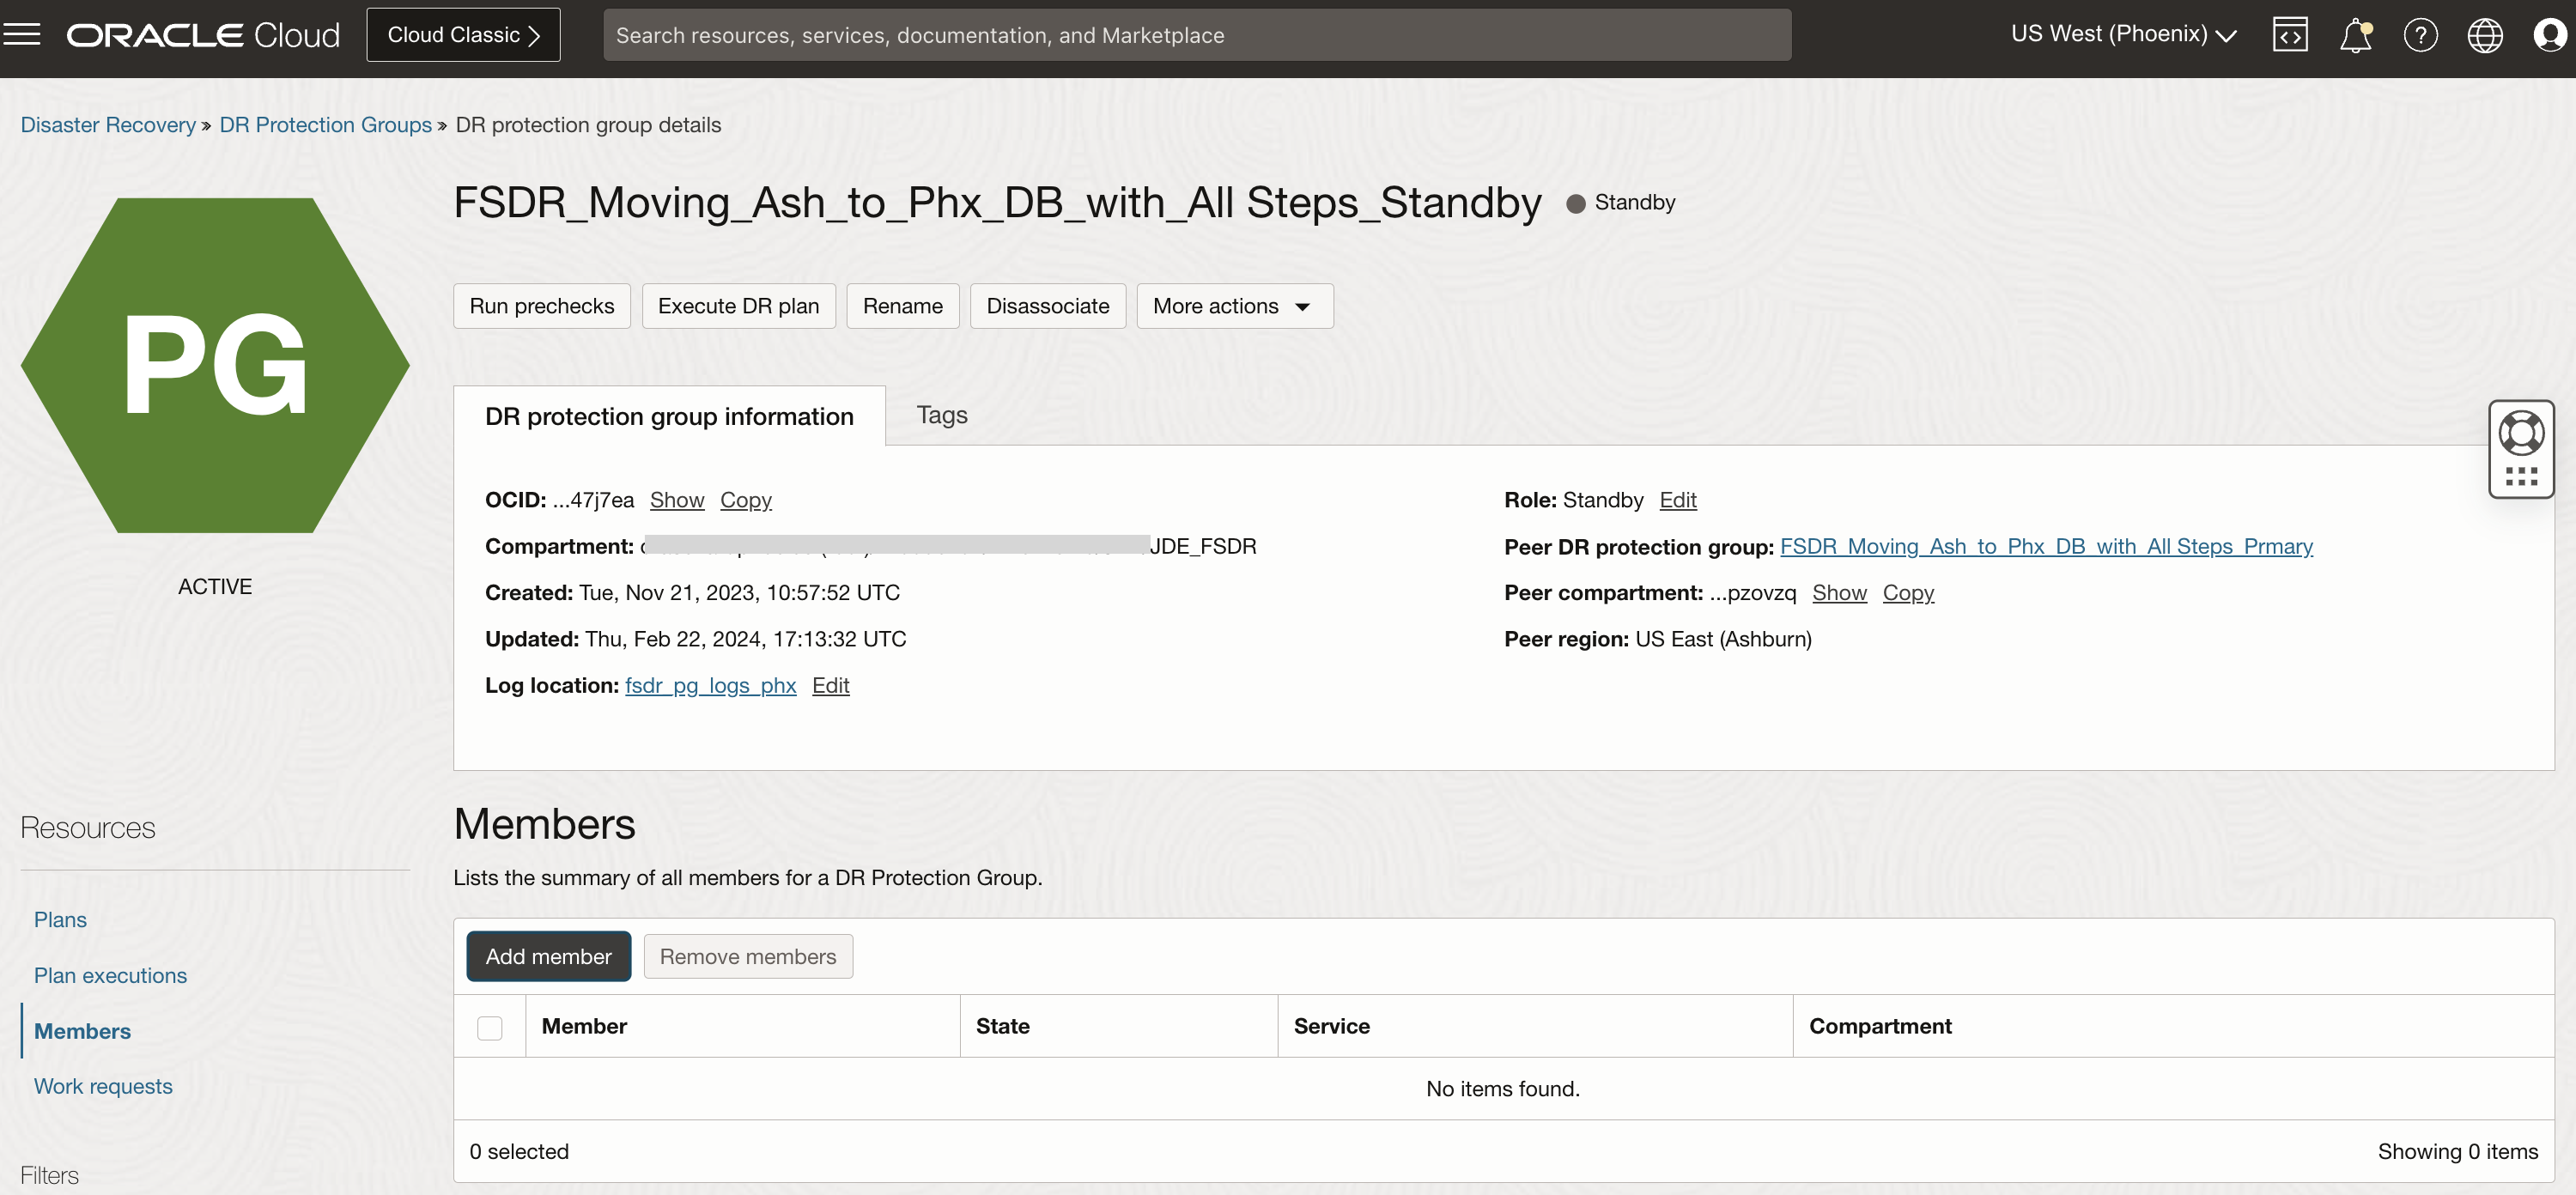 ORACLE Cloud
Cloud Classic
Search resources, services, documentation, and Marketplace
US West (Phoenix)
Disaster Recovery » DR Protection Groups » DR protection group details
PG
ACTIVE
FSDR_Moving_Ash_to_Phx_DB_with_All Steps_Standby
Standby
Run prechecks
Execute DR plan
Rename
Disassociate
More actions
DR protection group information
Tags
OCID: ...47j7ea Show Copy
Compartment: JDE_FSDR
Created: Tue, Nov 21, 2023, 10:57:52 UTC
Updated: Thu, Feb 22, 2024, 17:13:32 UTC
Log location: fsdr_pg_logs_phx Edit
Role: Standby Edit
Peer DR protection group: FSDR_Moving_Ash_to_Phx_DB_with_All Steps_Prmary
Peer compartment: ...pzovzq Show Copy
Peer region: US East (Ashburn)
Resources
Plans
Plan executions
Members
Work requests
Filters
Members
Lists the summary of all members for a DR Protection Group.
Add member
Remove members
Member State Service Compartment
No items found.
0 selected
Showing 0 items